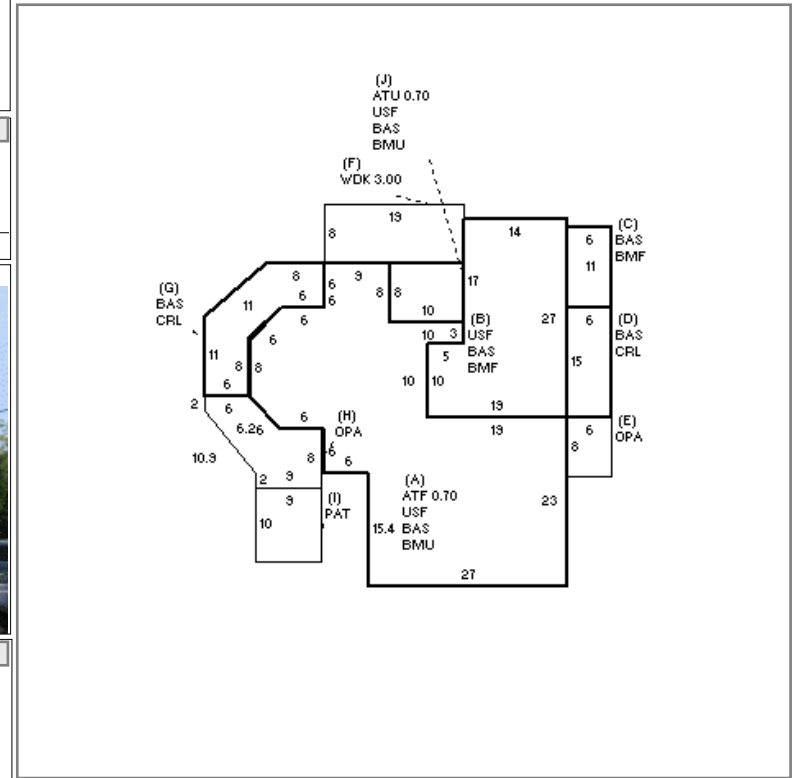 (J)
ATU 0.70
USF
BAS
BMU
(F)
WDK 3.00
19
8
14
(C)
BAS
BMF
6
11
8
9
6
6
8
8
17
(G)
BAS
CRL
11
6
6
10
27
6
(D)
BAS
CRL
6
10
3
(B)
USF
BAS
BMF
5
11
8
8
10
10
15
6
2
6
19
6.26
6
19
6
(E)
OPA
(H)
OPA
8
10.9
8
6
6
2
9
(A)
ATF 0.70
USF
BAS
BMU
9
(I)
PAT
23
10
15.4
27